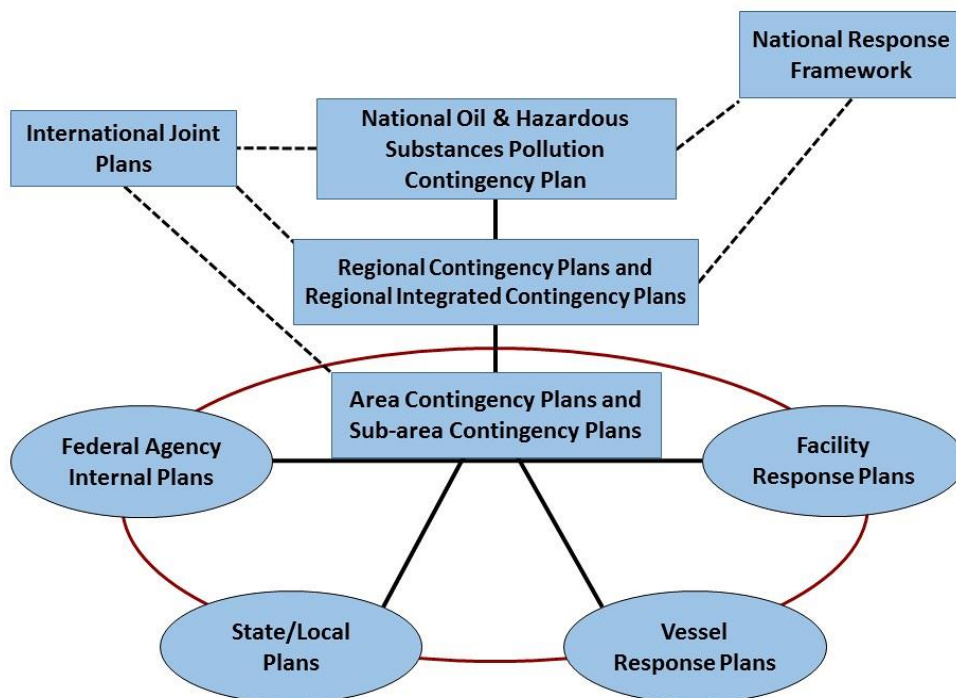 National Response
Framework
International Joint
Plans
National Oil & Hazardous
Substances Pollution
Contingency Plan
Regional Contingency Plans and
Regional Integrated Contingency Plans
Area Contingency Plans and
Sub-area Contingency Plans
Federal Agency
Internal Plans
Facility
Response Plans
State/Local
Plans
Vessel
Response Plans